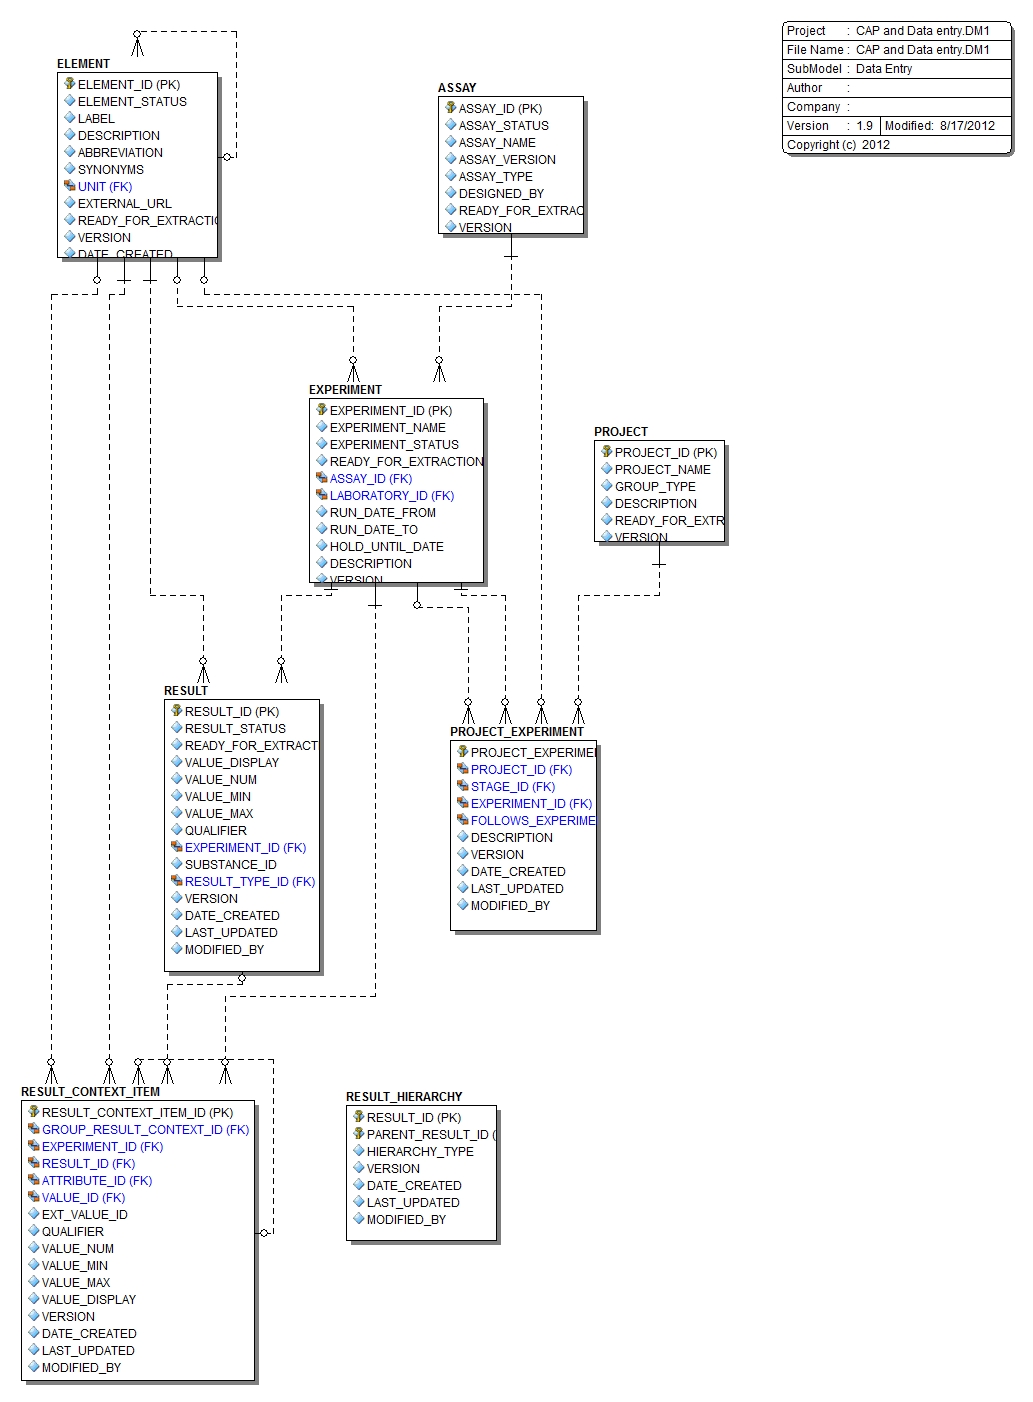 Project : CAP and Data entry.DM1
File Name : CAP and Data entry.DM1
SubModel : Data Entry
Author :
Company :
Version : 1.9 Modified: 8/17/2012
Copyright (c) 2012
ELEMENT
ELEMENT_ID (PK)
ELEMENT_STATUS
LABEL
DESCRIPTION
ABBREVIATION
SYNONYMS
UNIT (FK)
EXTERNAL_URL
READY_FOR_EXTRACTIO
VERSION
DATE_CREATED
ASSAY
ASSAY_ID (PK)
ASSAY_STATUS
ASSAY_NAME
ASSAY_VERSION
ASSAY_TYPE
DESIGNED_BY
READY_FOR_EXTRAC
VERSION
EXPERIMENT
EXPERIMENT_ID (PK)
EXPERIMENT_NAME
EXPERIMENT_STATUS
READY_FOR_EXTRACTION
ASSAY_ID (FK)
LABORATORY_ID (FK)
RUN_DATE_FROM
RUN_DATE_TO
HOLD_UNTIL_DATE
DESCRIPTION
VERSION
PROJECT
PROJECT_ID (PK)
PROJECT_NAME
GROUP_TYPE
DESCRIPTION
READY_FOR_EXTR
VERSION
RESULT
RESULT_ID (PK)
RESULT_STATUS
READY_FOR_EXTRACTI
VALUE_DISPLAY
VALUE_NUM
VALUE_MIN
VALUE_MAX
QUALIFIER
EXPERIMENT_ID (FK)
SUBSTANCE_ID
RESULT_TYPE_ID (FK)
VERSION
DATE_CREATED
LAST_UPDATED
MODIFIED_BY
PROJECT_EXPERIMENT
PROJECT_EXPERIMEI
PROJECT_ID (FK)
STAGE_ID (FK)
EXPERIMENT_ID (FK)
FOLLOWS_EXPERIME
DESCRIPTION
VERSION
DATE_CREATED
LAST_UPDATED
MODIFIED_BY
RESULT_CONTEXT_ITEM
RESULT_CONTEXT_ITEM_ID (PK)
GROUP_RESULT_CONTEXT_ID (FK)
EXPERIMENT_ID (FK)
RESULT_ID (FK)
ATTRIBUTE_ID (FK)
VALUE_ID (FK)
EXT_VALUE_ID
QUALIFIER
VALUE_NUM
VALUE_MIN
VALUE_MAX
VALUE_DISPLAY
VERSION
DATE_CREATED
LAST_UPDATED
MODIFIED_BY
RESULT_HIERARCHY
RESULT_ID (PK)
PARENT_RESULT_ID (
HIERARCHY_TYPE
VERSION
DATE_CREATED
LAST_UPDATED
MODIFIED_BY